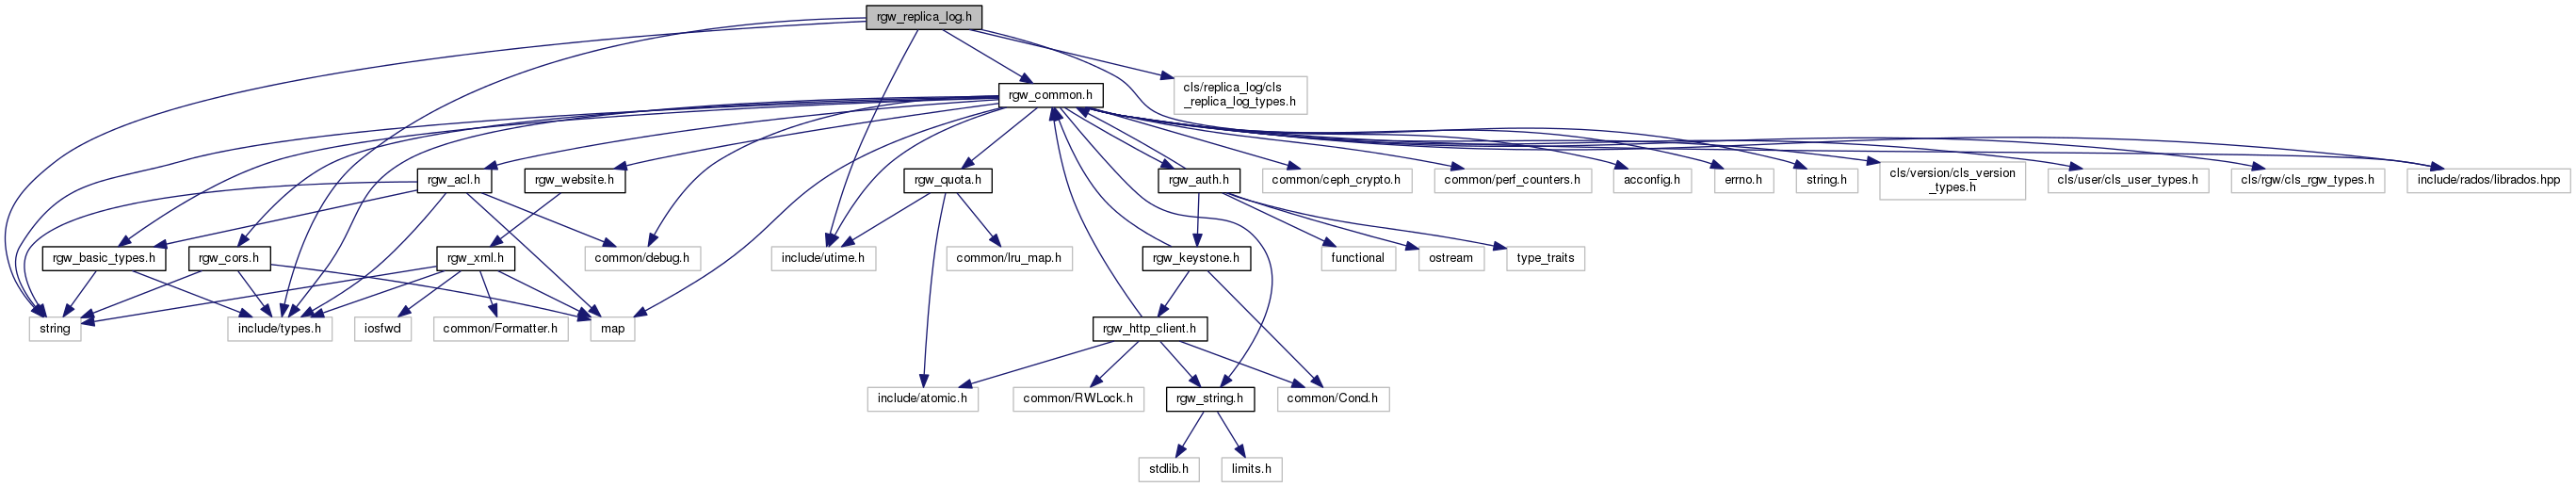 rgw_replica_log.h
cls/replica_log/cls
_replica_log_types.h
rgw_common.h
rgw_acl.h
rgw_website.h
rgw_quota.h
rgw_auth.h
common/ceph_crypto.h
common/perf_counters.h
acconfig.h
errno.h
string.h
cls/version/cls_version
_types.h
cls/user/cls_user_types.h
cls/rgw/cls_rgw_types.h
include/rados/librados.hpp
rgw_basic_types.h
rgw_cors.h
rgw_xml.h
common/debug.h
include/utime.h
common/lru_map.h
rgw_keystone.h
functional
ostream
type_traits
string
include/types.h
iosfwd
common/Formatter.h
map
rgw_http_client.h
include/atomic.h
common/RWLock.h
rgw_string.h
common/Cond.h
stdlib.h
limits.h